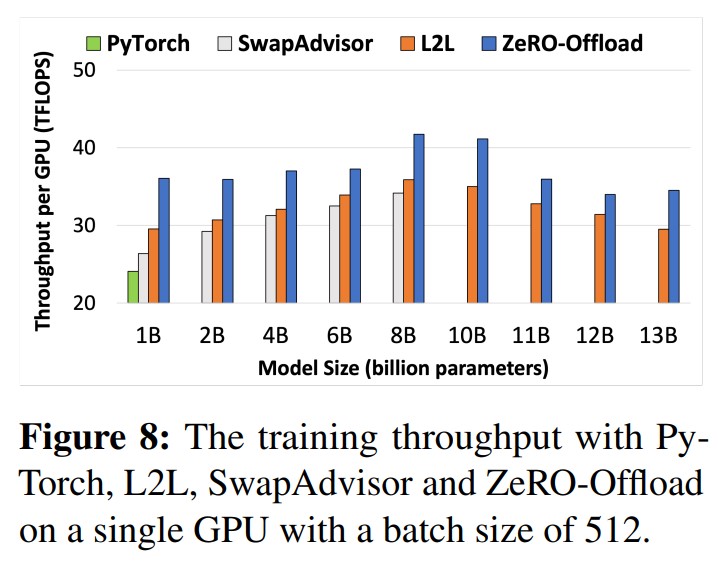 PyTorch SwapAdvisor L2L ZeRO-Offload
Throughput per GPU (TFLOPS)
50
40
30
20
1B 2B 4B 6B 8B 10B 11B 12B 13B
Model Size (billion parameters)
Figure 8: The training throughput with Py-
Torch, L2L, SwapAdvisor and ZeRO-Offload
on a single GPU with a batch size of 512.